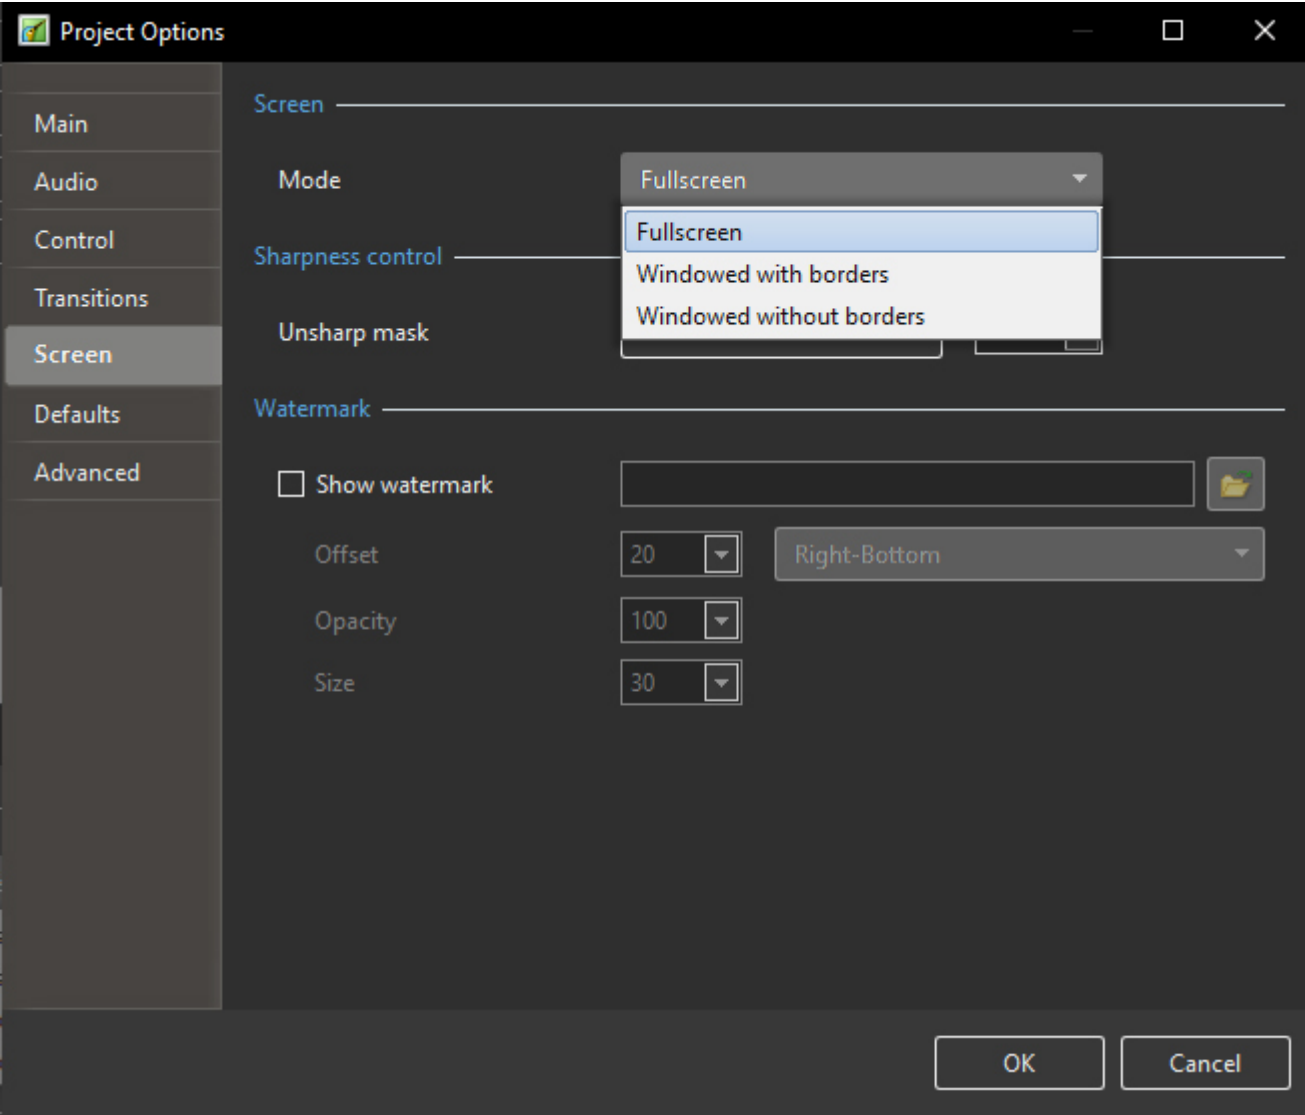 Project Options
Main
Audio
Control
Transitions
Screen
Defaults
Advanced
Screen
Mode
Fullscreen
Fullscreen
Windowed with borders
Windowed without borders
Sharpness control
Unsharp mask
Watermark
Show watermark
Offset
20
Right-Bottom
Opacity
100
Size
30
OK
Cancel